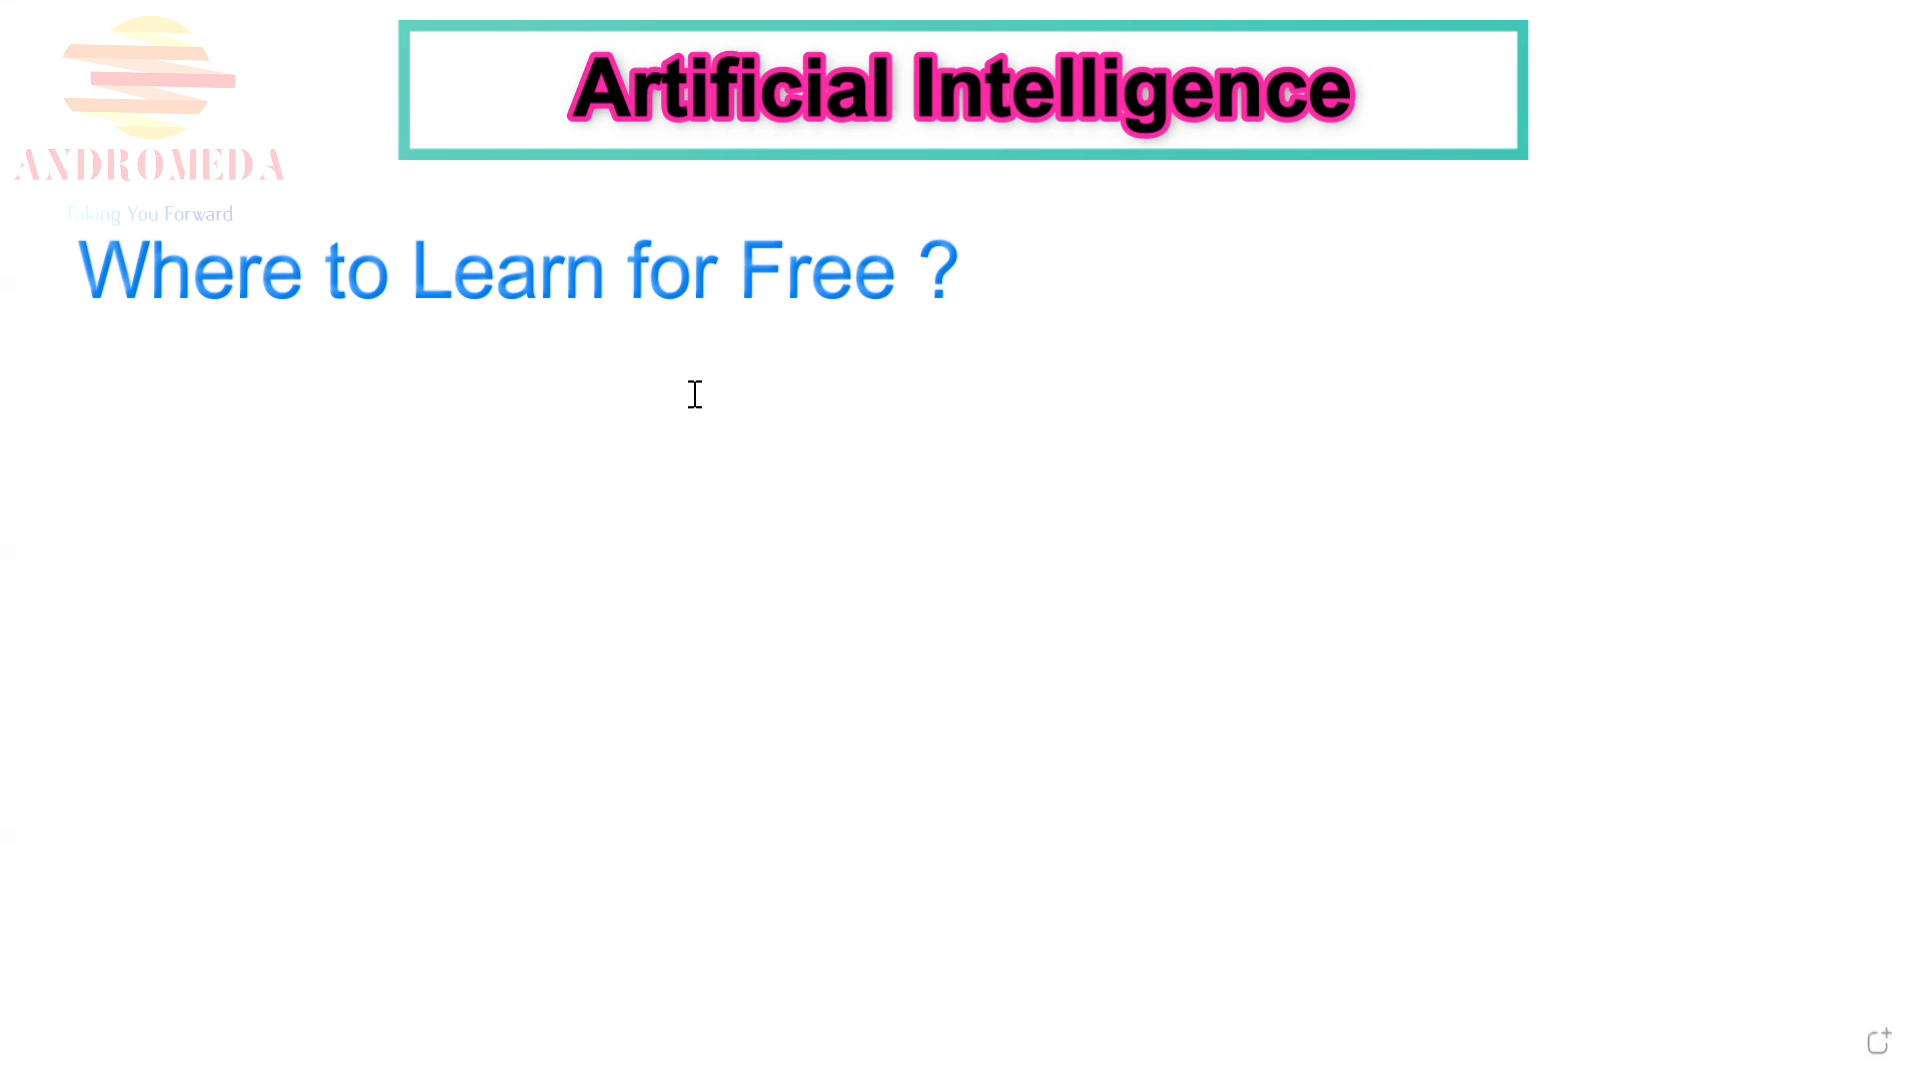 Artificial Intelligence
ANDROMEDA
Taking You Forward
Where to Learn for Free ?